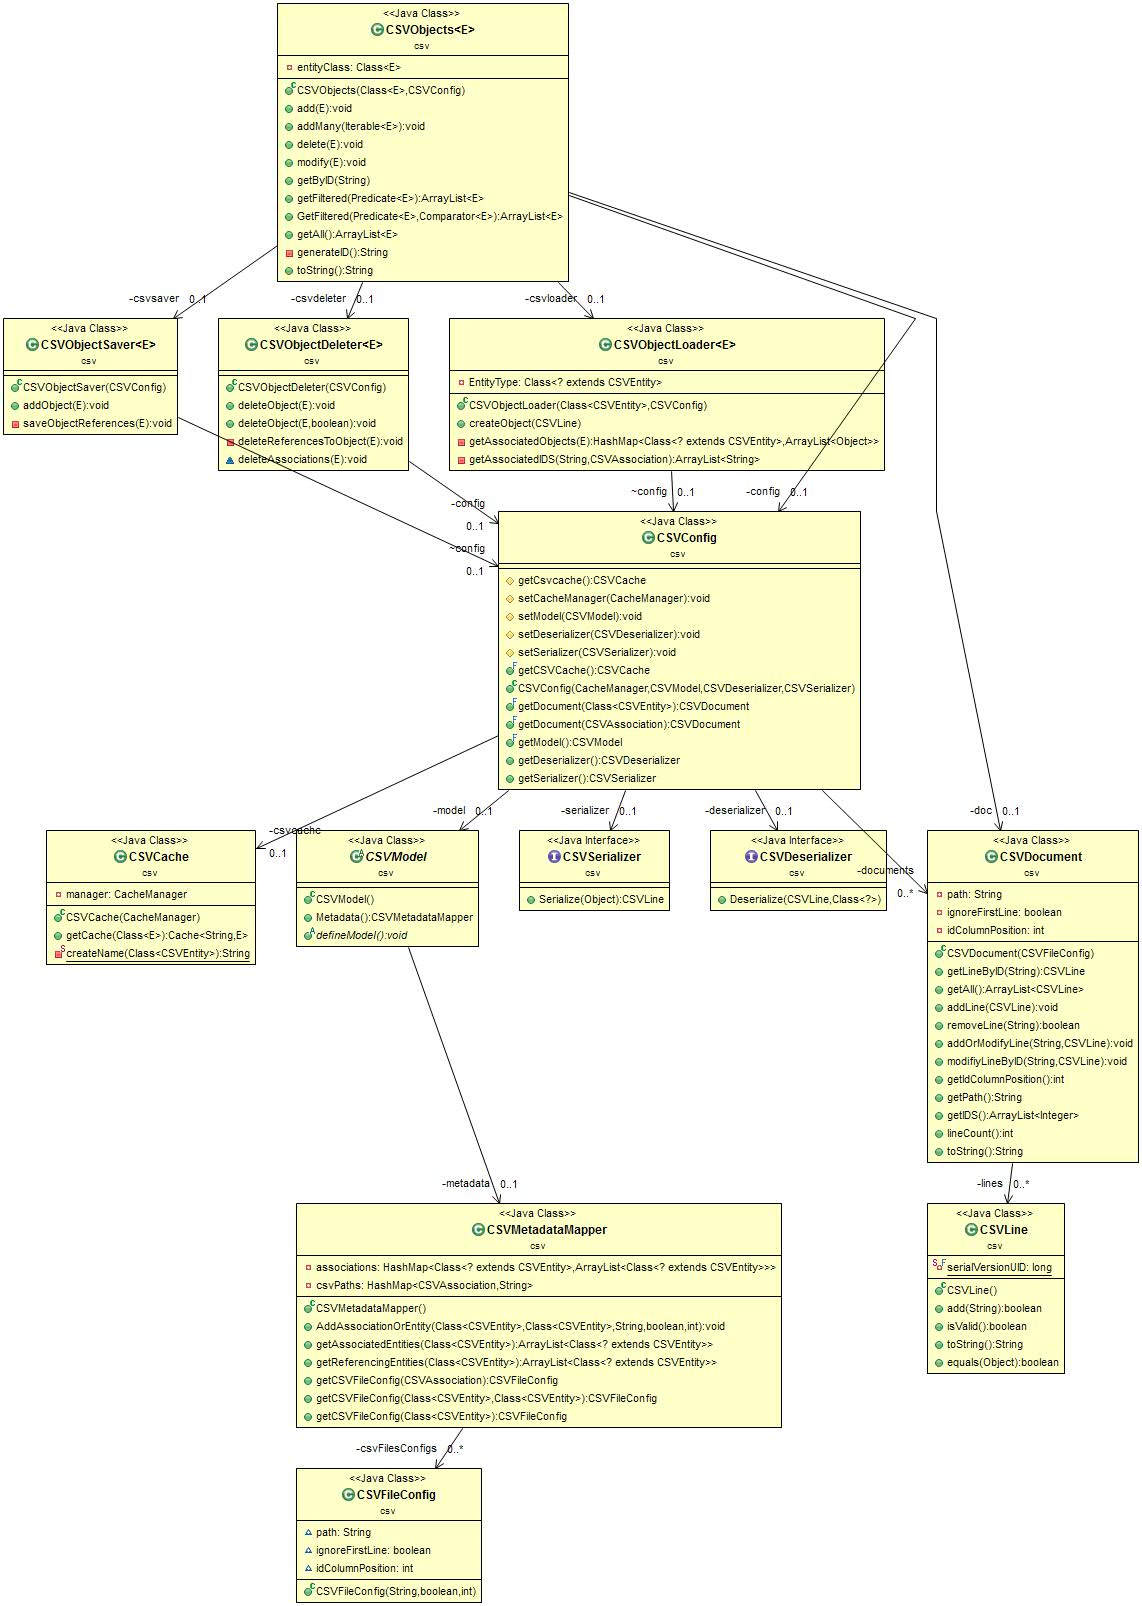 <<Java Class>>
CSVObjects<E>
csv
entityClass: Class<E>
CSVObjects(Class<E>,CSVConfig)
add(E):void
addMany(Iterable<E>):void
delete(E):void
modify(E):void
getByID(String)
getFiltered(Predicate<E>):ArrayList<E>
GetFiltered(Predicate<E>,Comparator<E>):ArrayList<E>
getAll():ArrayList<E>
generateID():String
toString():String
-csvsaver 0..1
-csvdeleter 0..1
-csvloader 0..1
<<Java Class>>
CSVObjectSaver<E>
csv
CSVObjectSaver(CSVConfig)
addObject(E):void
saveObjectReferences(E):void
<<Java Class>>
CSVObjectDeleter<E>
csv
CSVObjectDeleter(CSVConfig)
deleteObject(E):void
deleteObject(E,boolean):void
deleteReferencesToObject(E):void
deleteAssociations(E):void
<<Java Class>>
CSVObjectLoader<E>
csv
EntityType: Class<? extends CSVEntity>
CSVObjectLoader(Class<CSVEntity>,CSVConfig)
createObject(CSVLine)
getAssociatedObjects(E):HashMap<Class<? extends CSVEntity>,ArrayList<Object>>
getAssociatedIDS(String,CSVAssociation):ArrayList<String>
-config
0..1
~config
0..1
~config 0..1
-config 0..1
<<Java Class>>
CSVConfig
csv
getCsvcache():CSVCache
setCacheManager(CacheManager):void
setModel(CSVModel):void
setDeserializer(CSVDeserializer):void
setSerializer(CSVSerializer):void
getCSVCache():CSVCache
CSVConfig(CacheManager,CSVModel,CSVDeserializer,CSVSerializer)
getDocument(Class<CSVEntity>):CSVDocument
getDocument(CSVAssociation):CSVDocument
getModel():CSVModel
getDeserializer():CSVDeserializer
getSerializer():CSVSerializer
-csvcache
0..1
-model 0..1
-serializer 0..1
-deserializer 0..1
-documents
0..*
-doc 0..1
<<Java Class>>
CSVCache
csv
manager: CacheManager
CSVCache(CacheManager)
getCache(Class<E>):Cache<String,E>
createName(Class<CSVEntity>):String
<<Java Class>>
CSVModel
csv
CSVModel()
Metadata():CSVMetadataMapper
defineModel():void
<<Java Interface>>
CSVSerializer
csv
Serialize(Object):CSVLine
<<Java Interface>>
CSVDeserializer
csv
Deserialize(CSVLine,Class<?>)
<<Java Class>>
CSVDocument
csv
path: String
ignoreFirstLine: boolean
idColumnPosition: int
CSVDocument(CSVFileConfig)
getLineByID(String):CSVLine
getAll():ArrayList<CSVLine>
addLine(CSVLine):void
removeLine(String):boolean
addOrModifyLine(String,CSVLine):void
modifiyLineByID(String,CSVLine):void
getIdColumnPosition():int
getPath():String
getIDS():ArrayList<Integer>
lineCount():int
toString():String
-metadata 0..1
-lines 0..*
<<Java Class>>
CSVMetadataMapper
csv
associations: HashMap<Class<? extends CSVEntity>,ArrayList<Class<? extends CSVEntity>>>
csvPaths: HashMap<CSVAssociation,String>
CSVMetadataMapper()
AddAssociationOrEntity(Class<CSVEntity>,Class<CSVEntity>,String,boolean,int):void
getAssociatedEntities(Class<CSVEntity>):ArrayList<Class<? extends CSVEntity>>
getReferencingEntities(Class<CSVEntity>):ArrayList<Class<? extends CSVEntity>>
getCSVFileConfig(CSVAssociation):CSVFileConfig
getCSVFileConfig(Class<CSVEntity>,Class<CSVEntity>):CSVFileConfig
getCSVFileConfig(Class<CSVEntity>):CSVFileConfig
<<Java Class>>
CSVLine
csv
serialVersionUID: long
CSVLine()
add(String):boolean
isValid():boolean
toString():String
equals(Object):boolean
-csvFilesConfigs 0..*
<<Java Class>>
CSVFileConfig
csv
path: String
ignoreFirstLine: boolean
idColumnPosition: int
CSVFileConfig(String,boolean,int)